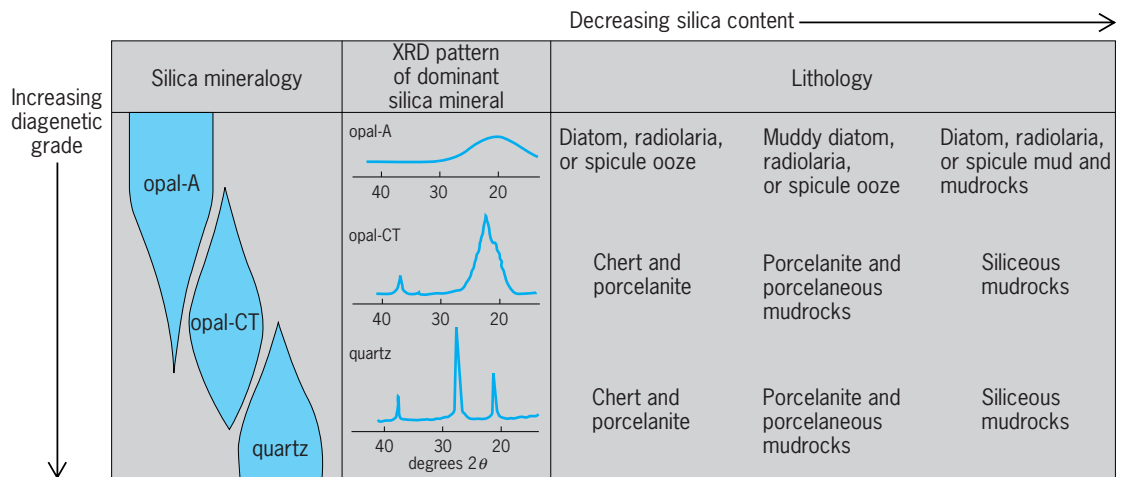 Decreasing silica content
Increasing
diagenetic
grade
Silica mineralogy
XRD pattern
of dominant
silica mineral
Lithology
opal-A
opal-CT
quartz
opal-A
40 30 20
opal-CT
40 30 20
quartz
40 30 20
degrees 2θ
Diatom, radiolaria,
or spicule ooze
Muddy diatom,
radiolaria,
or spicule ooze
Diatom, radiolaria,
or spicule mud and
mudrocks
Chert and
porcelanite
Porcelanite and
porcelaneous
mudrocks
Siliceous
mudrocks
Chert and
porcelanite
Porcelanite and
porcelaneous
mudrocks
Siliceous
mudrocks